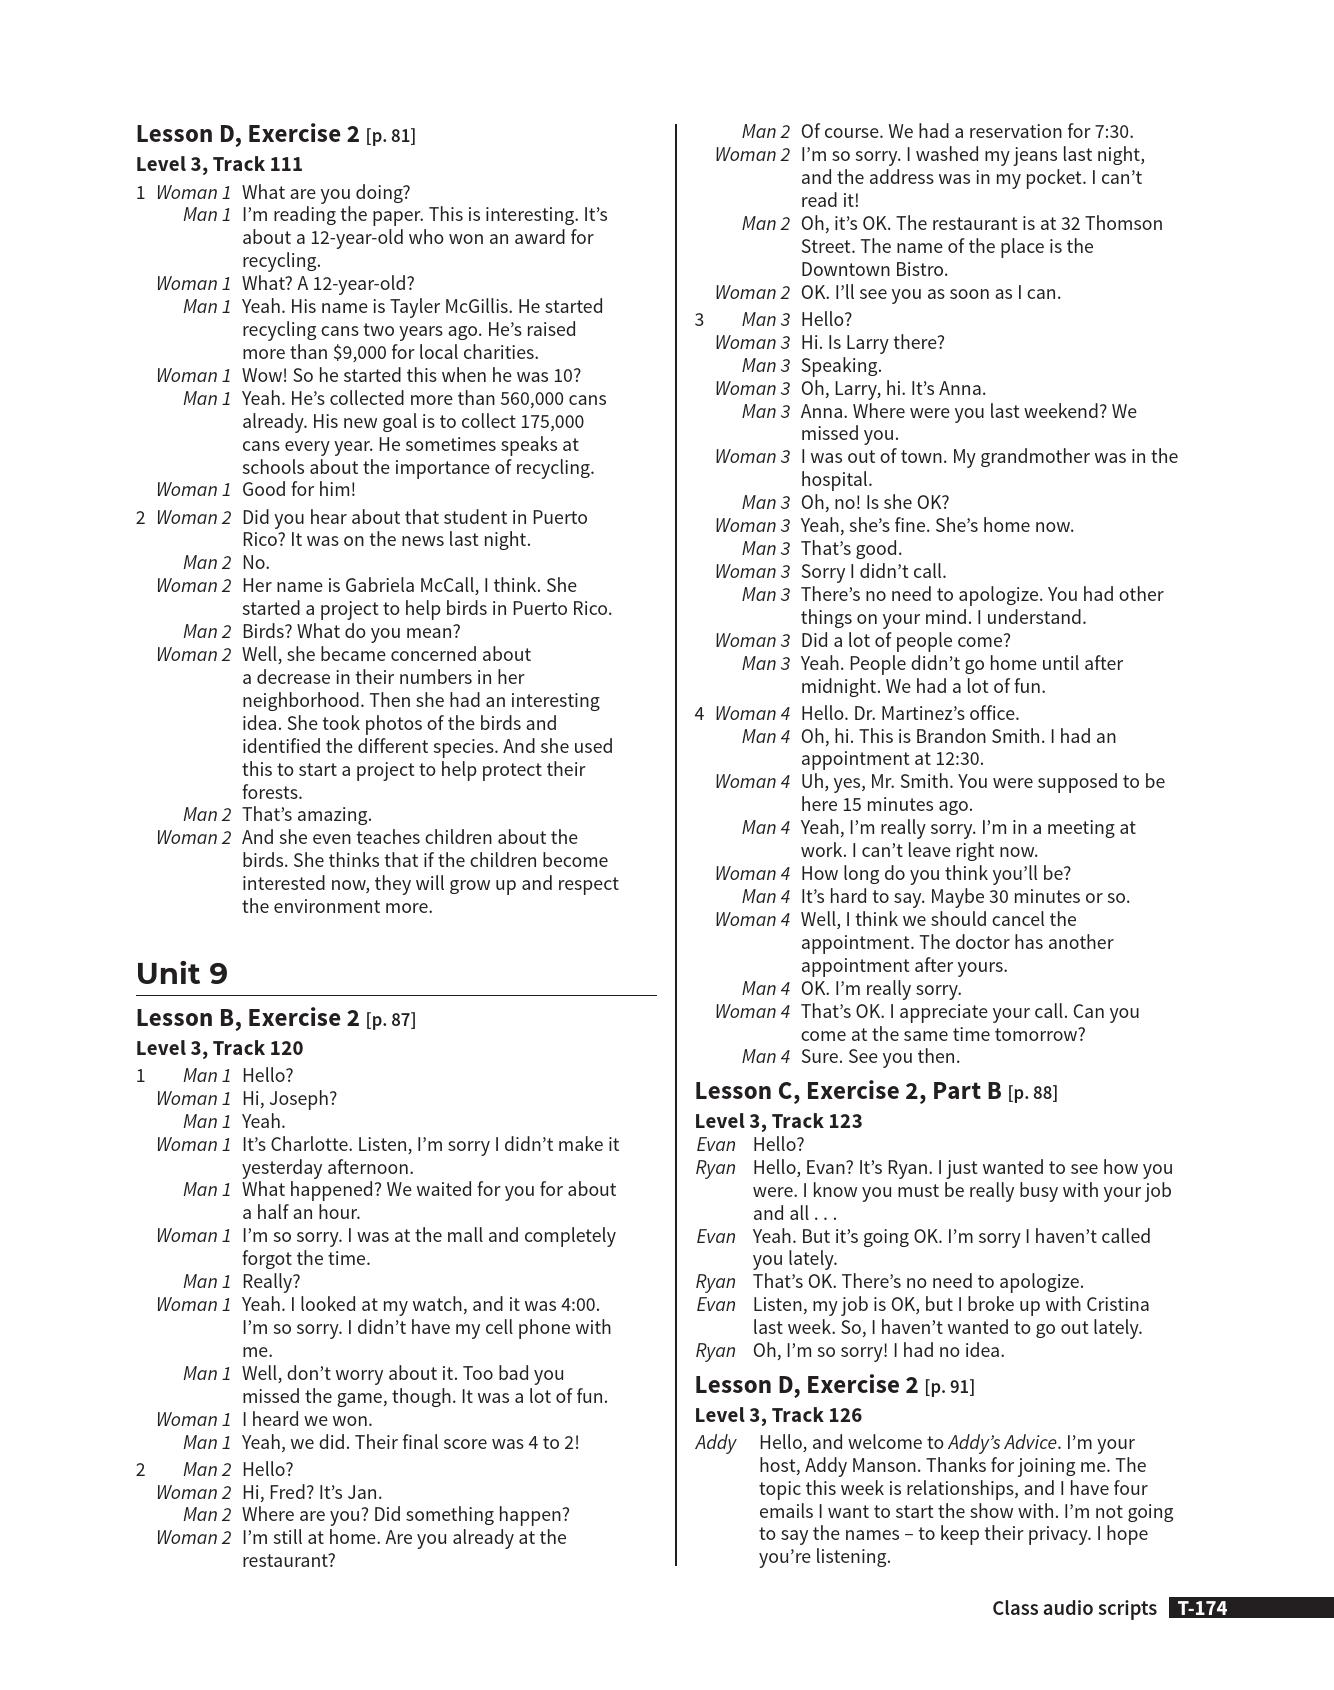 Lesson D, Exercise 2 [p. 81]
Level 3, Track 111
1 Woman 1 What are you doing?
Man 1 I’m reading the paper. This is interesting. It’s
about a 12-year-old who won an award for
recycling.
Woman 1 What? A 12-year-old?
Man 1 Yeah. His name is Tayler McGillis. He started
recycling cans two years ago. He’s raised
more than $9,000 for local charities.
Woman 1 Wow! So he started this when he was 10?
Man 1 Yeah. He’s collected more than 560,000 cans
already. His new goal is to collect 175,000
cans every year. He sometimes speaks at
schools about the importance of recycling.
Woman 1 Good for him!
2 Woman 2 Did you hear about that student in Puerto
Rico? It was on the news last night.
Man 2 No.
Woman 2 Her name is Gabriela McCall, I think. She
started a project to help birds in Puerto Rico.
Man 2 Birds? What do you mean?
Woman 2 Well, she became concerned about
a decrease in their numbers in her
neighborhood. Then she had an interesting
idea. She took photos of the birds and
identified the different species. And she used
this to start a project to help protect their
forests.
Man 2 That’s amazing.
Woman 2 And she even teaches children about the
birds. She thinks that if the children become
interested now, they will grow up and respect
the environment more.
Unit 9
Lesson B, Exercise 2 [p. 87]
Level 3, Track 120
1 Man 1 Hello?
Woman 1 Hi, Joseph?
Man 1 Yeah.
Woman 1 It’s Charlotte. Listen, I’m sorry I didn’t make it
yesterday afternoon.
Man 1 What happened? We waited for you for about
a half an hour.
Woman 1 I’m so sorry. I was at the mall and completely
forgot the time.
Man 1 Really?
Woman 1 Yeah. I looked at my watch, and it was 4:00.
I’m so sorry. I didn’t have my cell phone with
me.
Man 1 Well, don’t worry about it. Too bad you
missed the game, though. It was a lot of fun.
Woman 1 I heard we won.
Man 1 Yeah, we did. Their final score was 4 to 2!
2 Man 2 Hello?
Woman 2 Hi, Fred? It’s Jan.
Man 2 Where are you? Did something happen?
Woman 2 I’m still at home. Are you already at the
restaurant?
Man 2 Of course. We had a reservation for 7:30.
Woman 2 I’m so sorry. I washed my jeans last night,
and the address was in my pocket. I can’t
read it!
Man 2 Oh, it’s OK. The restaurant is at 32 Thomson
Street. The name of the place is the
Downtown Bistro.
Woman 2 OK. I’ll see you as soon as I can.
3 Man 3 Hello?
Woman 3 Hi. Is Larry there?
Man 3 Speaking.
Woman 3 Oh, Larry, hi. It’s Anna.
Man 3 Anna. Where were you last weekend? We
missed you.
Woman 3 I was out of town. My grandmother was in the
hospital.
Man 3 Oh, no! Is she OK?
Woman 3 Yeah, she’s fine. She’s home now.
Man 3 That’s good.
Woman 3 Sorry I didn’t call.
Man 3 There’s no need to apologize. You had other
things on your mind. I understand.
Woman 3 Did a lot of people come?
Man 3 Yeah. People didn’t go home until after
midnight. We had a lot of fun.
4 Woman 4 Hello. Dr. Martinez’s office.
Man 4 Oh, hi. This is Brandon Smith. I had an
appointment at 12:30.
Woman 4 Uh, yes, Mr. Smith. You were supposed to be
here 15 minutes ago.
Man 4 Yeah, I’m really sorry. I’m in a meeting at
work. I can’t leave right now.
Woman 4 How long do you think you’ll be?
Man 4 It’s hard to say. Maybe 30 minutes or so.
Woman 4 Well, I think we should cancel the
appointment. The doctor has another
appointment after yours.
Man 4 OK. I’m really sorry.
Woman 4 That’s OK. I appreciate your call. Can you
come at the same time tomorrow?
Man 4 Sure. See you then.
Lesson C, Exercise 2, Part B [p. 88]
Level 3, Track 123
Evan Hello?
Ryan Hello, Evan? It’s Ryan. I just wanted to see how you
were. I know you must be really busy with your job
and all . . .
Evan Yeah. But it’s going OK. I’m sorry I haven’t called
you lately.
Ryan That’s OK. There’s no need to apologize.
Evan Listen, my job is OK, but I broke up with Cristina
last week. So, I haven’t wanted to go out lately.
Ryan Oh, I’m so sorry! I had no idea.
Lesson D, Exercise 2 [p. 91]
Level 3, Track 126
Addy Hello, and welcome to Addy’s Advice. I’m your
host, Addy Manson. Thanks for joining me. The
topic this week is relationships, and I have four
emails I want to start the show with. I’m not going
to say the names – to keep their privacy. I hope
you’re listening.
Class audio scripts T-174